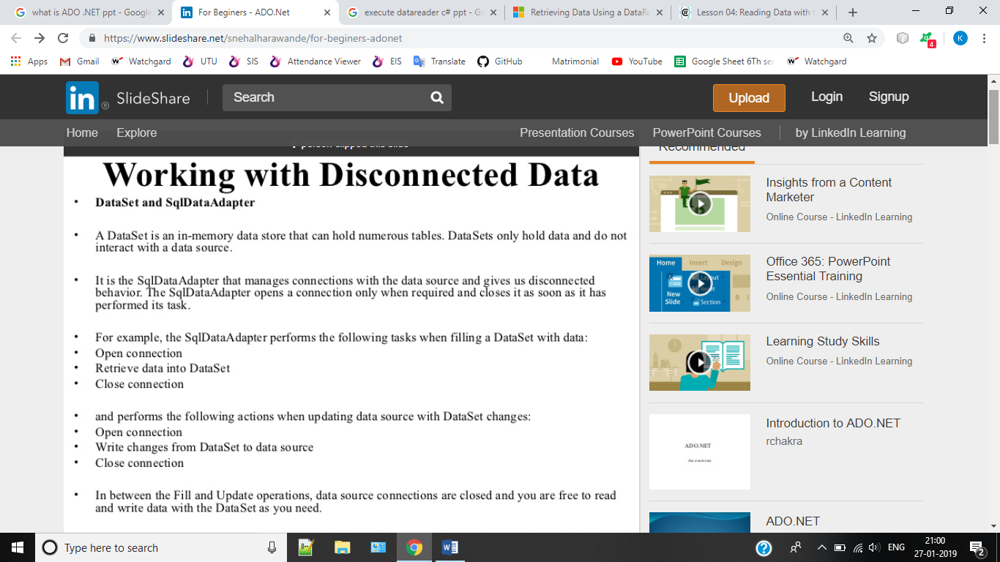 what is ADO .NET ppt - Google
For Beginers - ADO.Net
execute datareader c# ppt - Go
Retrieving Data Using a DataRe
Lesson 04: Reading Data with t
https://www.slideshare.net/snehalharawande/for-beginers-adonet
K
4
Apps
Gmail
Watchgard
UTU
SIS
Attendance Viewer
EIS
Translate
GitHub
Matrimonial
YouTube
Google Sheet 6Th ser
Watchgard
in® SlideShare
Search
Upload
Login
Signup
Home
Explore
Presentation Courses
PowerPoint Courses
by LinkedIn Learning
person clipped this slide
Recommended
Working with Disconnected Data
• DataSet and SqlDataAdapter
• A DataSet is an in-memory data store that can hold numerous tables. DataSets only hold data and do not
interact with a data source.
• It is the SqlDataAdapter that manages connections with the data source and gives us disconnected
behavior. The SqlDataAdapter opens a connection only when required and closes it as soon as it has
performed its task.
• For example, the SqlDataAdapter performs the following tasks when filling a DataSet with data:
• Open connection
• Retrieve data into DataSet
• Close connection
• and performs the following actions when updating data source with DataSet changes:
• Open connection
• Write changes from DataSet to data source
• Close connection
• In between the Fill and Update operations, data source connections are closed and you are free to read
and write data with the DataSet as you need.
Insights from a Content
Marketer
Online Course - LinkedIn Learning
Home Insert Design
New
Slide
Layout
Reset
Section
B I
Office 365: PowerPoint
Essential Training
Online Course - LinkedIn Learning
Learning Study Skills
Online Course - LinkedIn Learning
ADO.NET
An overview
Introduction to ADO.NET
rchakra
ADO.NET
Type here to search
ENG
21:00
27-01-2019
2